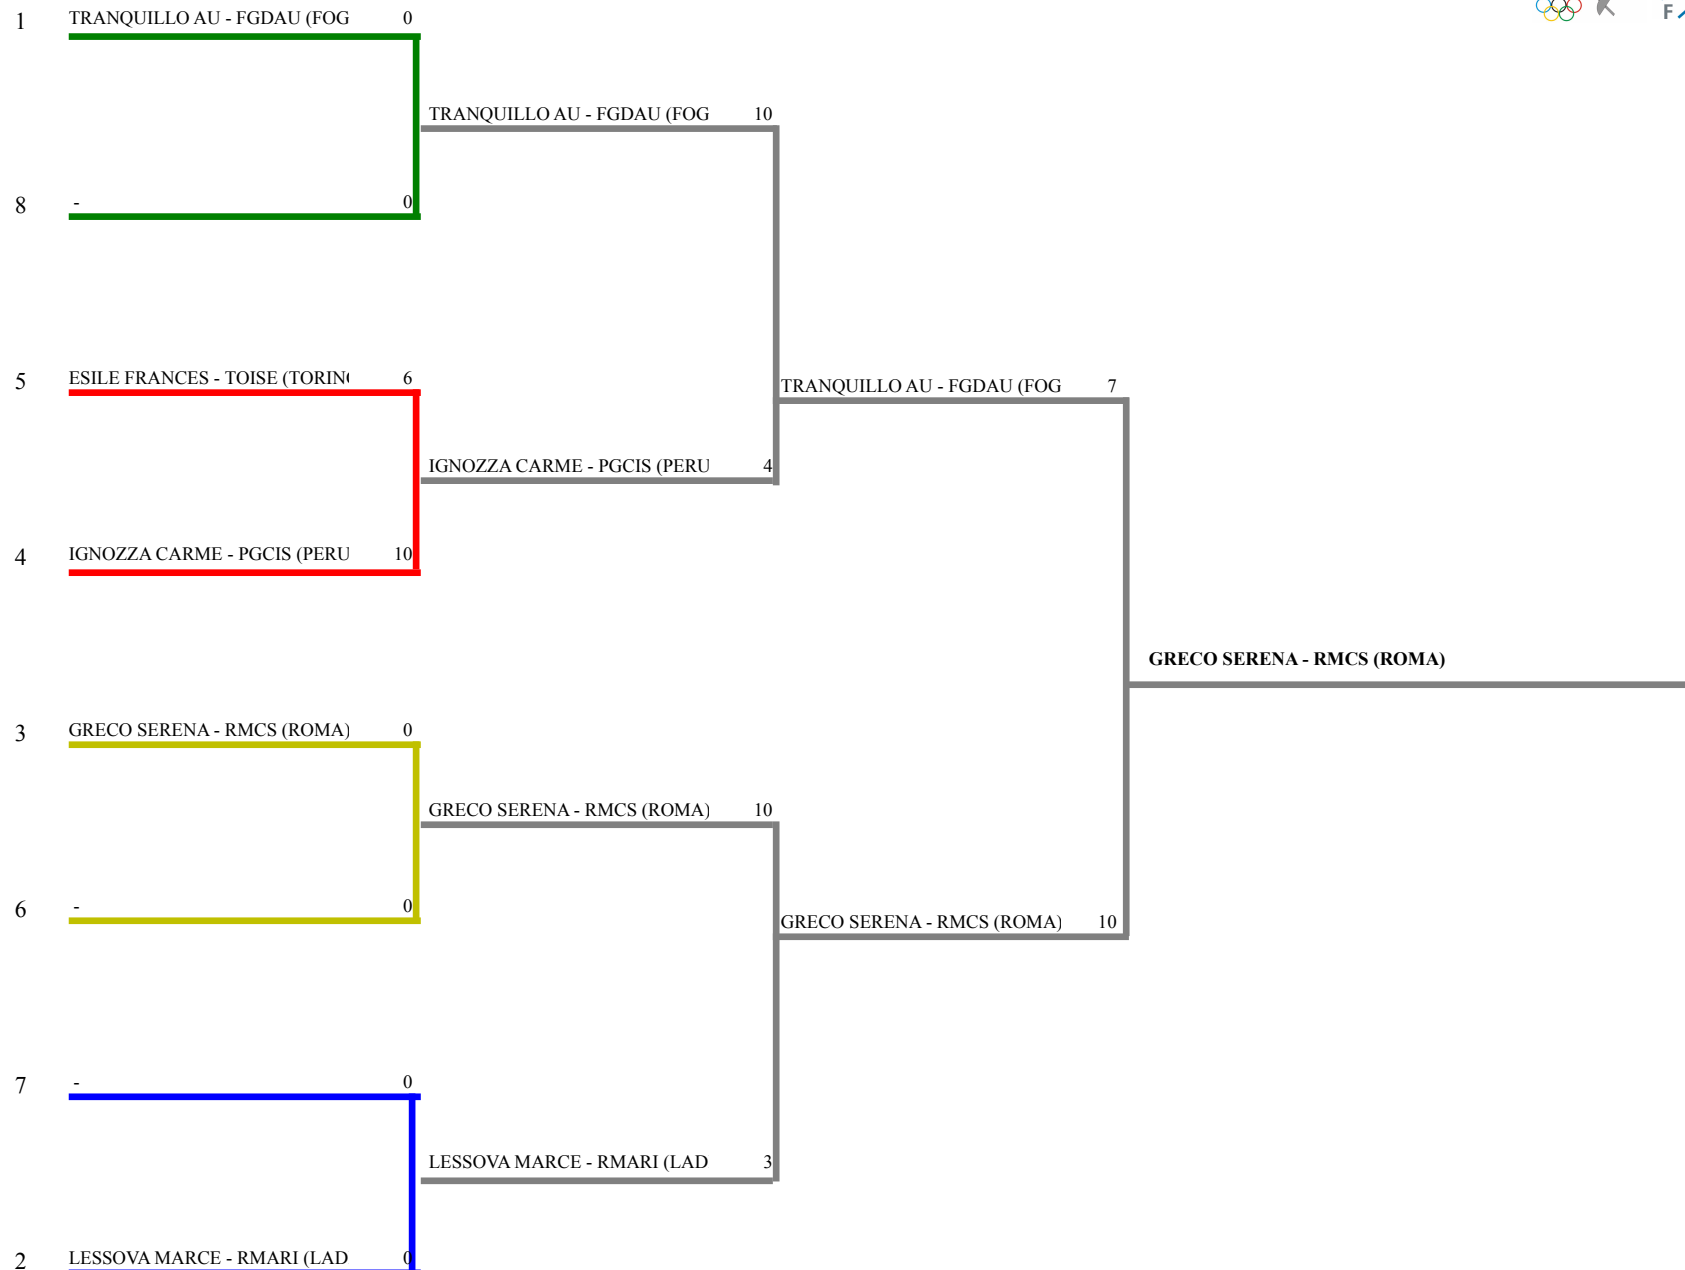 1 TRANQUILLO AU - FGDAU (FOG 0
F
TRANQUILLO AU - FGDAU (FOG 10
8 - 0
5 ESILE FRANCES - TOISE (TORIN 6
TRANQUILLO AU - FGDAU (FOG 7
IGNOZZA CARME - PGCIS (PERU 4
4 IGNOZZA CARME - PGCIS (PERU 10
GRECO SERENA - RMCS (ROMA)
3 GRECO SERENA - RMCS (ROMA) 0
GRECO SERENA - RMCS (ROMA) 10
6 - 0
GRECO SERENA - RMCS (ROMA) 10
7 - 0
LESSOVA MARCE - RMARI (LAD 3
2 LESSOVA MARCE - RMARI (LAD 0